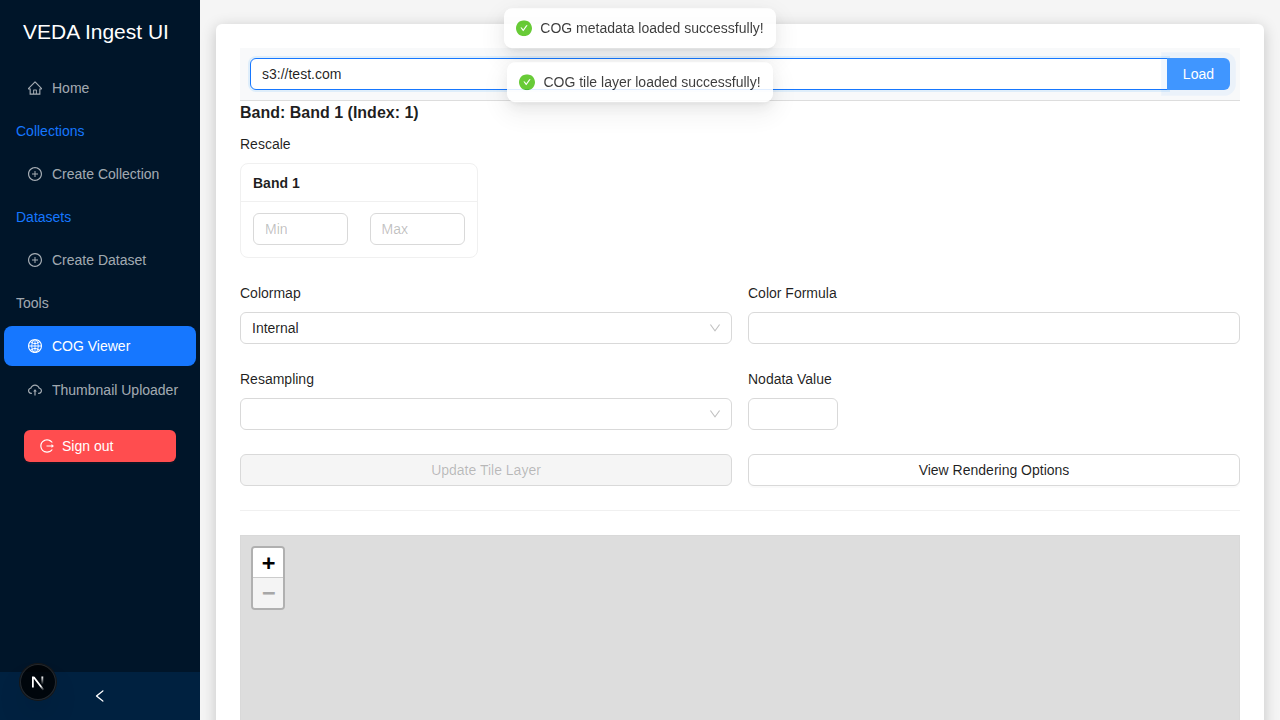 VEDA Ingest UI
Home
Collections
Create Collection
Datasets
Create Dataset
Tools
COG Viewer
Thumbnail Uploader
Sign out
N
COG metadata loaded successfully!
s3://test.com
Load
COG tile layer loaded successfully!
Band: Band 1 (Index: 1)
Rescale
Band 1
Min
Max
Colormap
Color Formula
Internal
Resampling
Nodata Value
Update Tile Layer
View Rendering Options
+
−